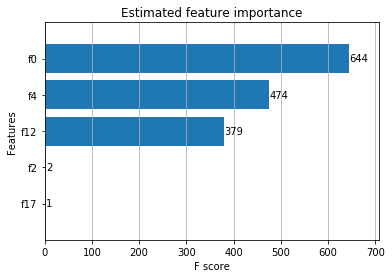 Estimated feature importance
Features
f0
644
f4
474
f12
379
f2
2
f17
1
0 100 200 300 400 500 600 700
F score